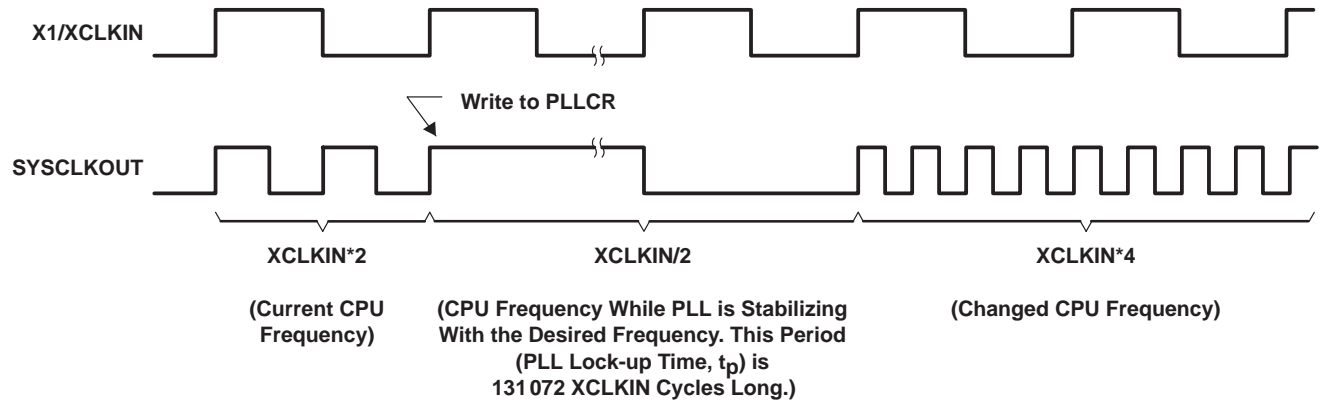 X1/XCLKIN
Write to PLLCR
SYSCLKOUT
XCLKIN*2
XCLKIN/2
XCLKIN*4
(Current CPU
Frequency)
(CPU Frequency While PLL is Stabilizing
With the Desired Frequency. This Period
(PLL Lock-up Time, tp) is
131 072 XCLKIN Cycles Long.)
(Changed CPU Frequency)